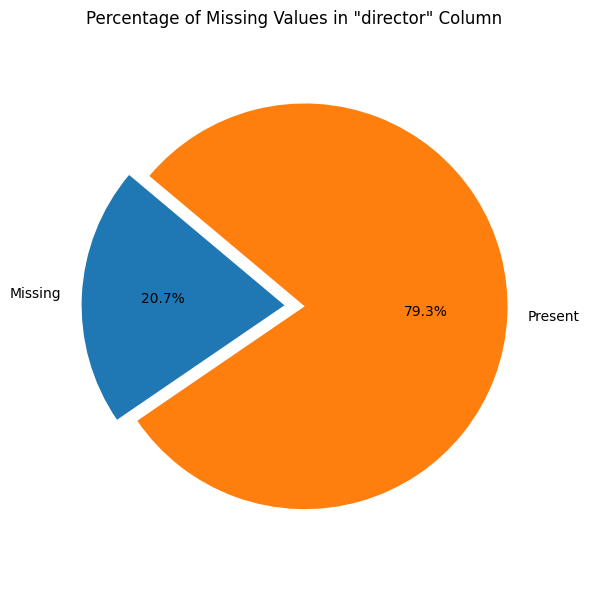 Percentage of Missing Values in "director" Column
Missing
20.7%
79.3%
Present